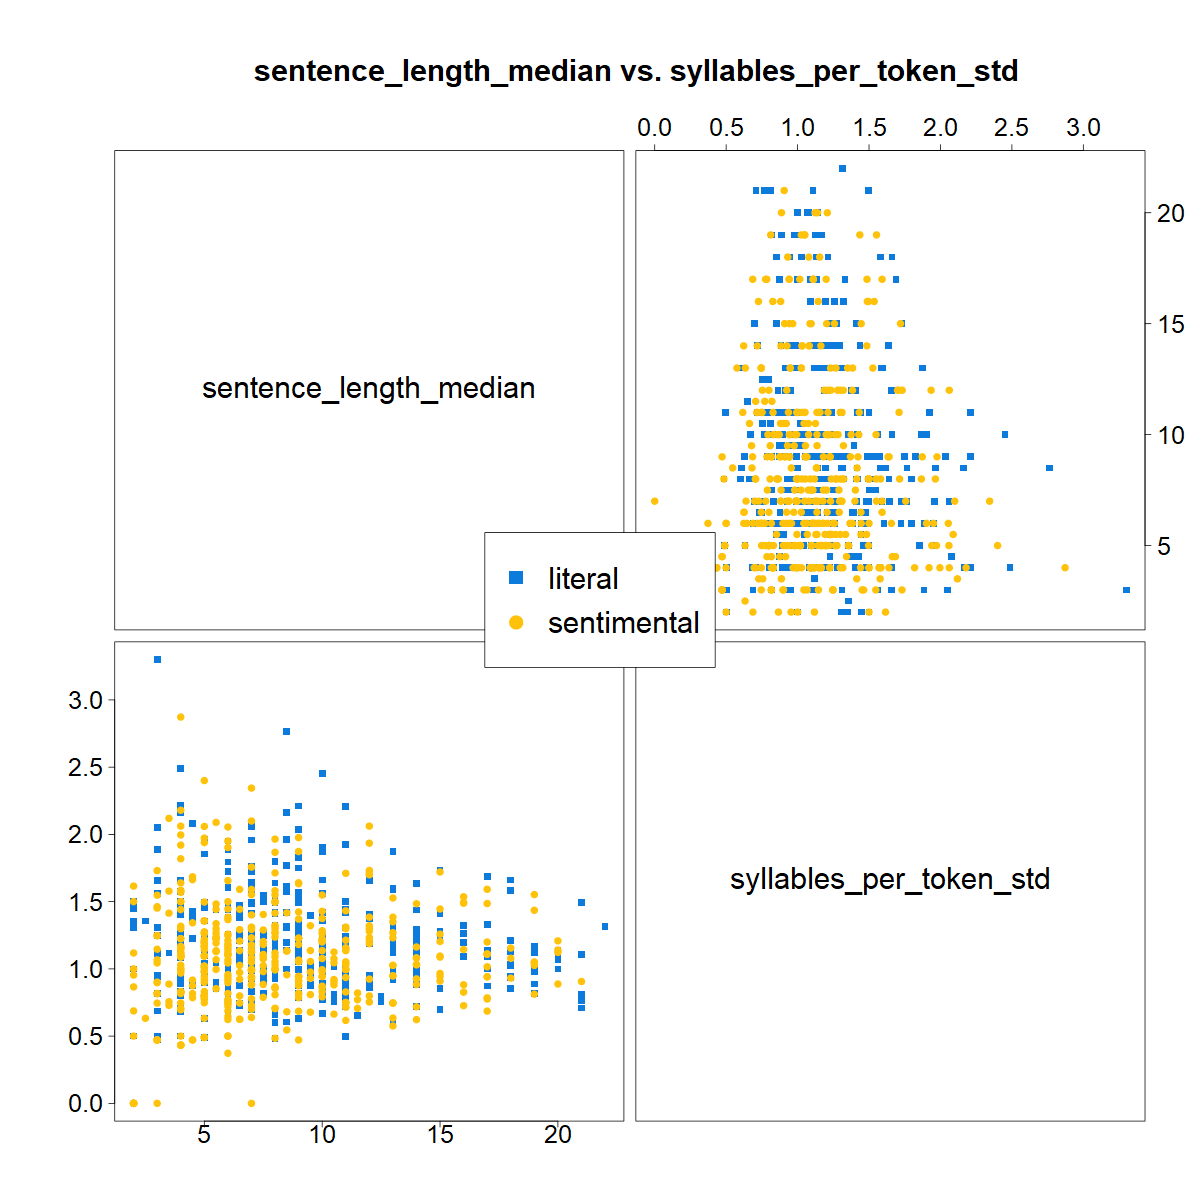 sentence_length_median vs. syllables_per_token_std
0.0 0.5 1.0 1.5 2.0 2.5 3.0
sentence_length_median
20
15
10
5
literal
sentimental
3.0
2.5
2.0
1.5
1.0
0.5
0.0
syllables_per_token_std
5 10 15 20